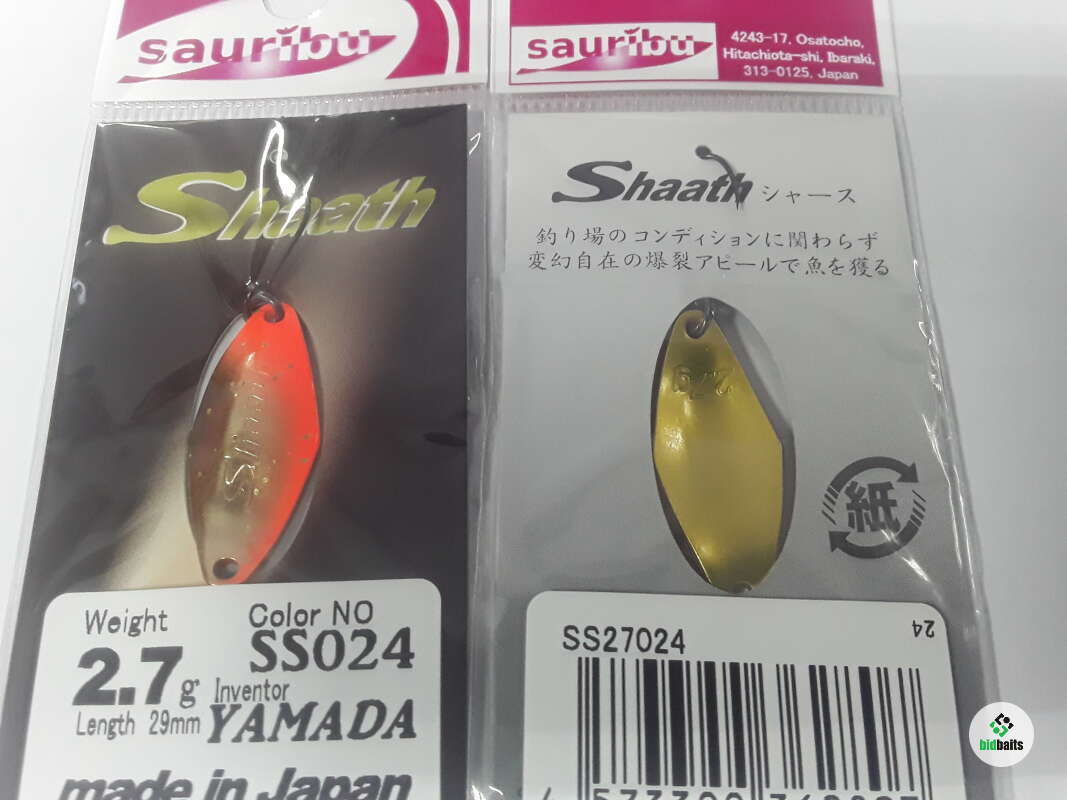 sauribu
Shaath
Shaath
Weight
2.7g
Length 29mm
Color NO
SS024
Inventor
YAMADA
made in Japan
sauribu
4243-17, Osatocho,
Hitachiota-shi, Ibaraki,
313-0125, Japan
Shaath シャース
釣り場のコンディションに関わらず
変幻自在の爆裂アピールで魚を獲る
2.7g
紙
SS27024
24
bidbaits